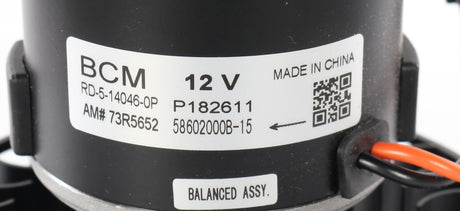 BCM 12 V MADE IN CHINA
RD-5-14046-0P P182611
AM# 73R5652 58602000B-15
BALANCED ASSY.